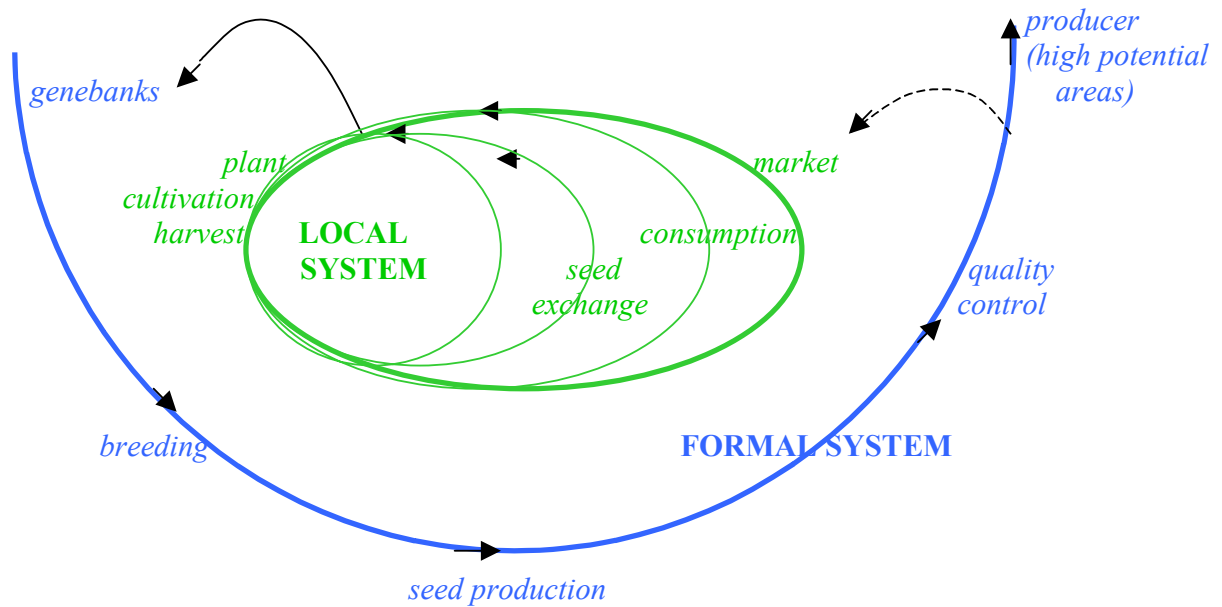 producer
(high potential
areas)
genebanks
plant
cultivation
harvest
market
LOCAL
SYSTEM
consumption
seed
exchange
quality
control
breeding
FORMAL SYSTEM
seed production